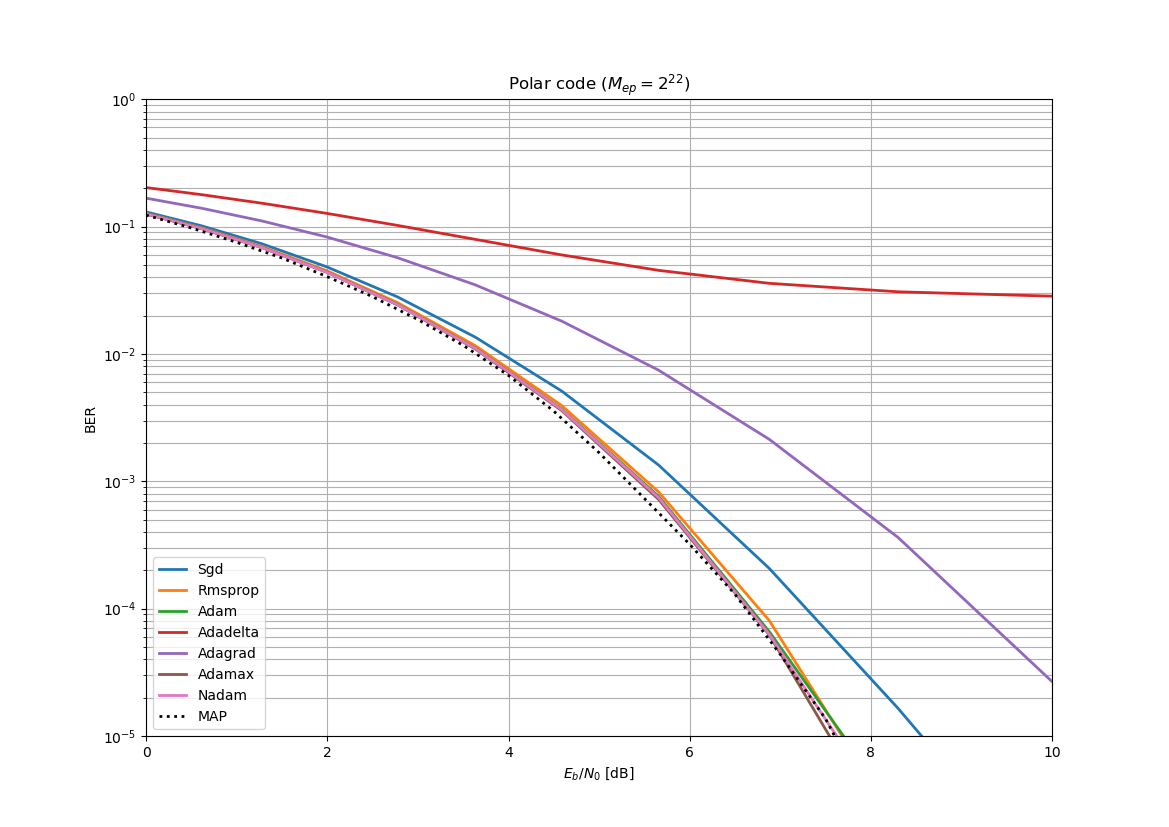 Polar code (M_ep = 2^22)
10^0
10^-1
10^-2
10^-3
10^-4
10^-5
BER
Sgd
Rmsprop
Adam
Adadelta
Adagrad
Adamax
Nadam
MAP
0 2 4 6 8 10
E_b/N_0 [dB]